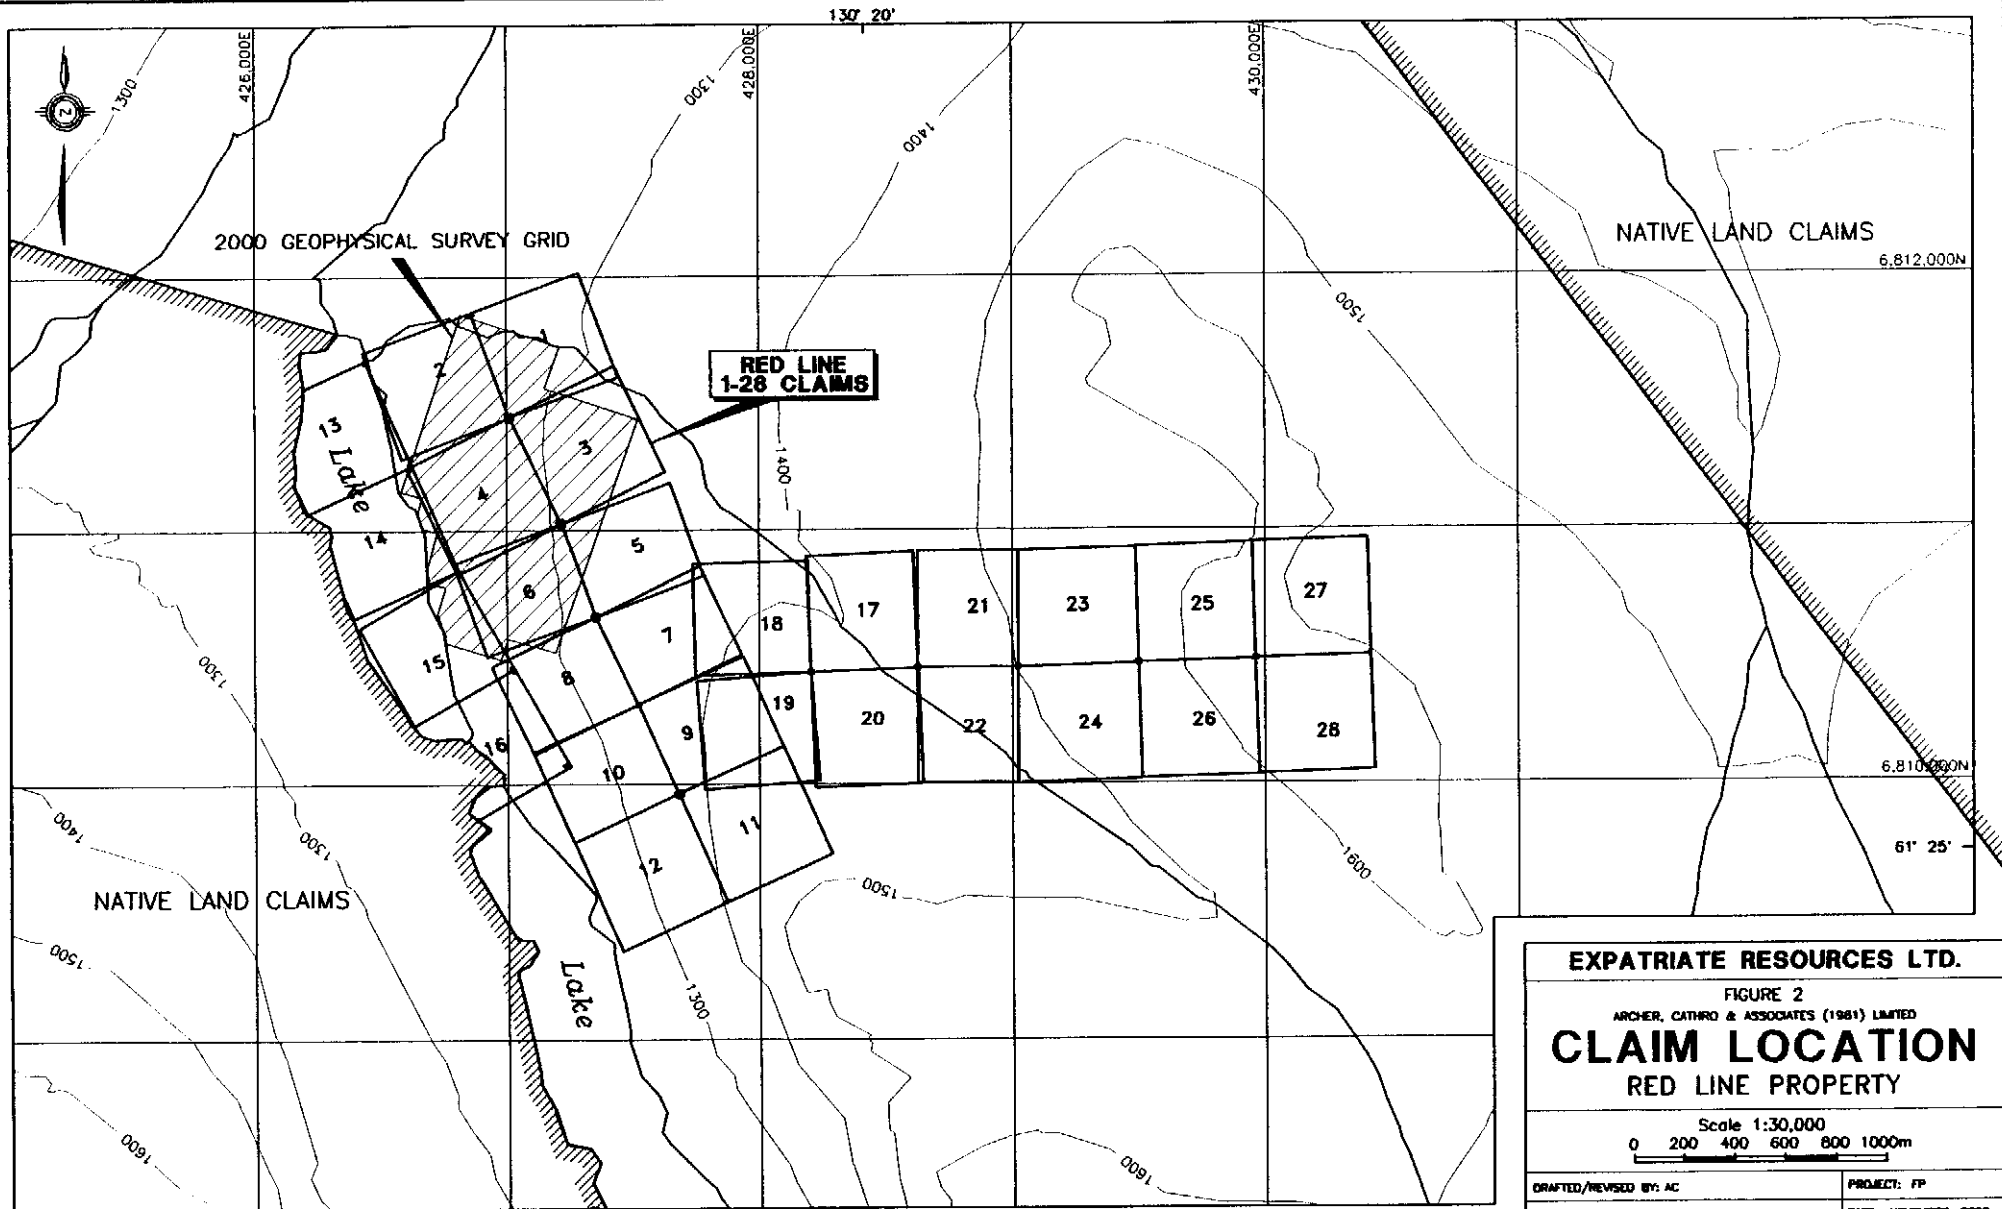 130° 20'
426,000E
428,000E
430,000E
1300
1300
1400
N
2000 GEOPHYSICAL SURVEY GRID
NATIVE LAND CLAIMS
6,812,000N
1500
1
2
RED LINE
1-28 CLAIMS
13
Lake
3
4
1400
14
5
6
7
18
17
21
23
25
27
15
8
1300
16
9
19
20
22
24
26
28
10
6,810,000N
11
12
1400
1300
1500
1600
61° 25'
NATIVE LAND CLAIMS
1500
Lake
1300
1600
1600
EXPATRIATE RESOURCES LTD.
FIGURE 2
ARCHER, CATHRO & ASSOCIATES (1981) LIMITED
CLAIM LOCATION
RED LINE PROPERTY
Scale 1:30,000
0 200 400 600 800 1000m
DRAFTED/REVISED BY: AC
PROJECT: FP